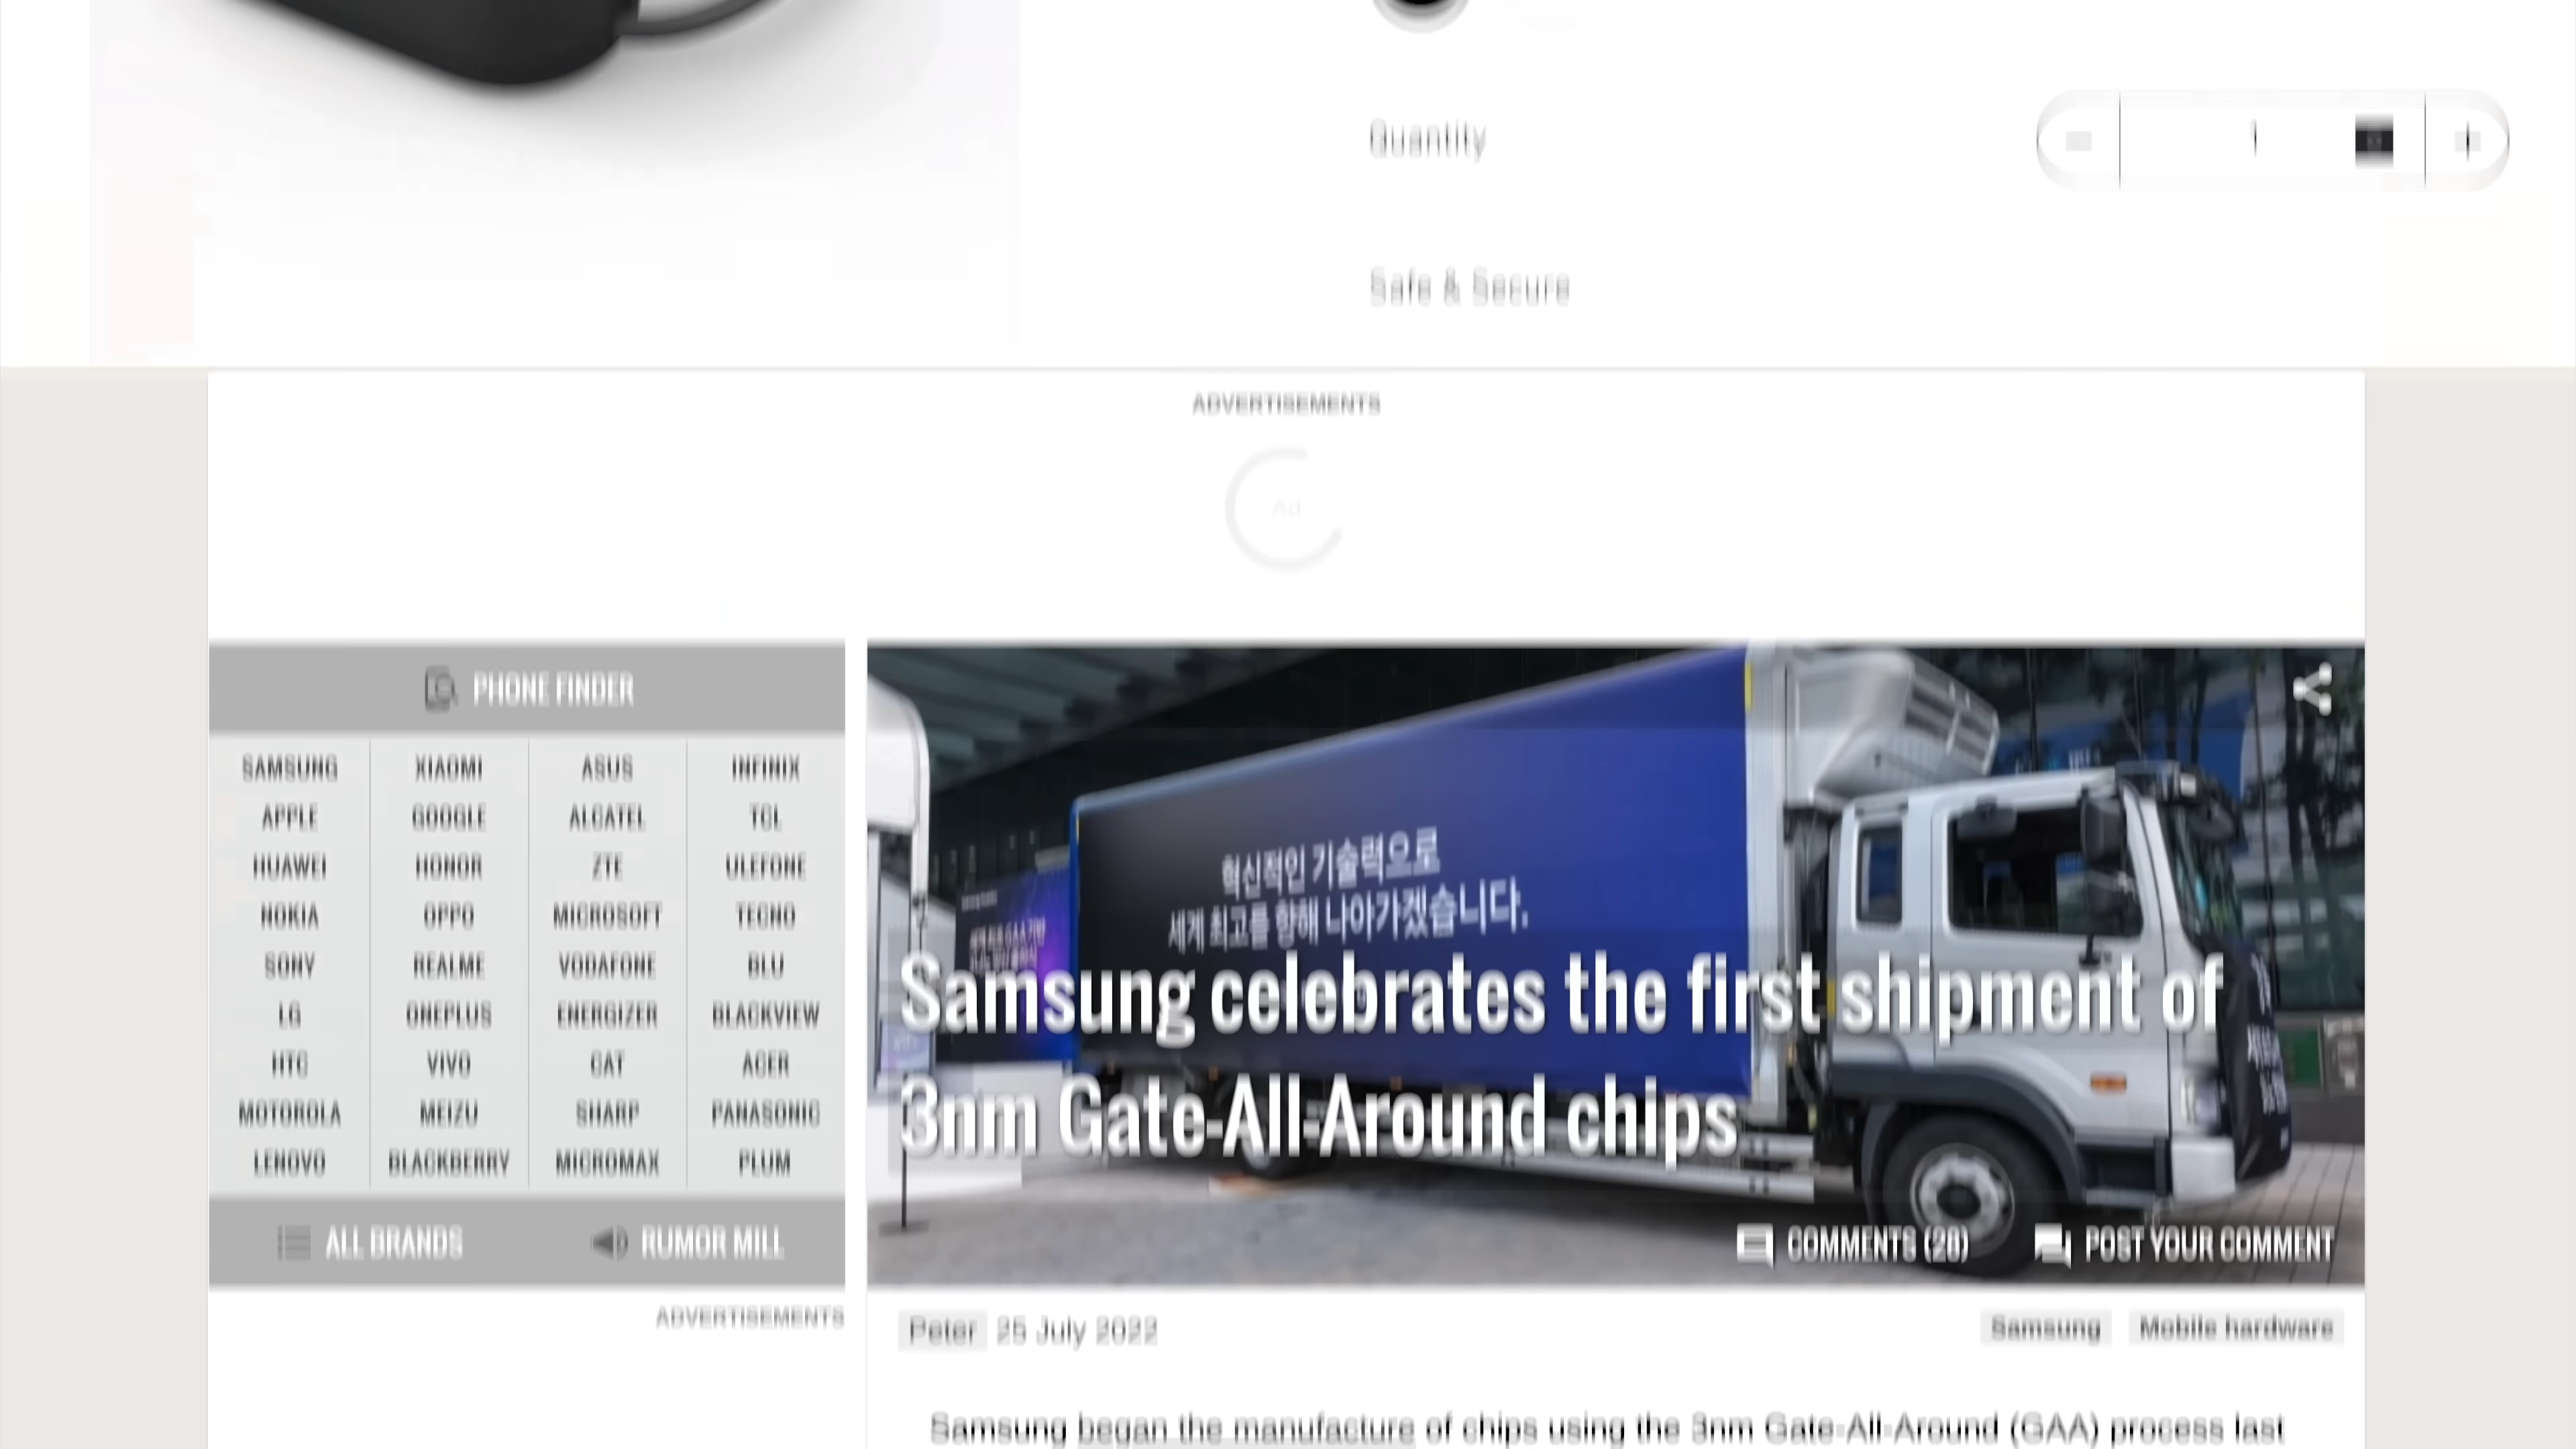 Quantity
1
Safe & Secure
ADVERTISEMENTS
Ad
PHONE FINDER
SAMSUNG XIAOMI ASUS INFINIX
APPLE GOOGLE ALCATEL TCL
HUAWEI HONOR ZTE ULEFONE
NOKIA OPPO MICROSOFT TECNO
SONY REALME VODAFONE BLU
LG ONEPLUS ENERGIZER BLACKVIEW
HTC VIVO CAT ACER
MOTOROLA MEIZU SHARP PANASONIC
LENOVO BLACKBERRY MICROMAX PLUM
ALL BRANDS RUMOR MILL
ADVERTISEMENTS
혁신적인 기술력으로
세계 최고를 향해 나아가겠습니다.
Samsung celebrates the first shipment of
3nm Gate-All-Around chips
COMMENTS (28) POST YOUR COMMENT
Peter 25 July 2022 Samsung Mobile hardware
Samsung began the manufacture of chips using the 3nm Gate-All-Around (GAA) process last